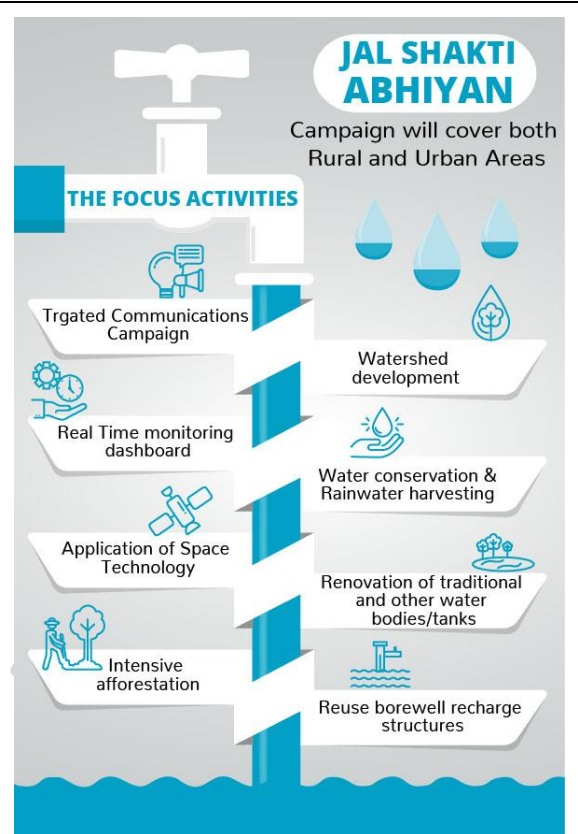 JAL SHAKTI
ABHIYAN
Campaign will cover both
Rural and Urban Areas
THE FOCUS ACTIVITIES
Trgated Communications
Campaign
Watershed
development
Real Time monitoring
dashboard
Water conservation &
Rainwater harvesting
Application of Space
Technology
Renovation of traditional
and other water
bodies/tanks
Intensive
afforestation
Reuse borewell recharge
structures